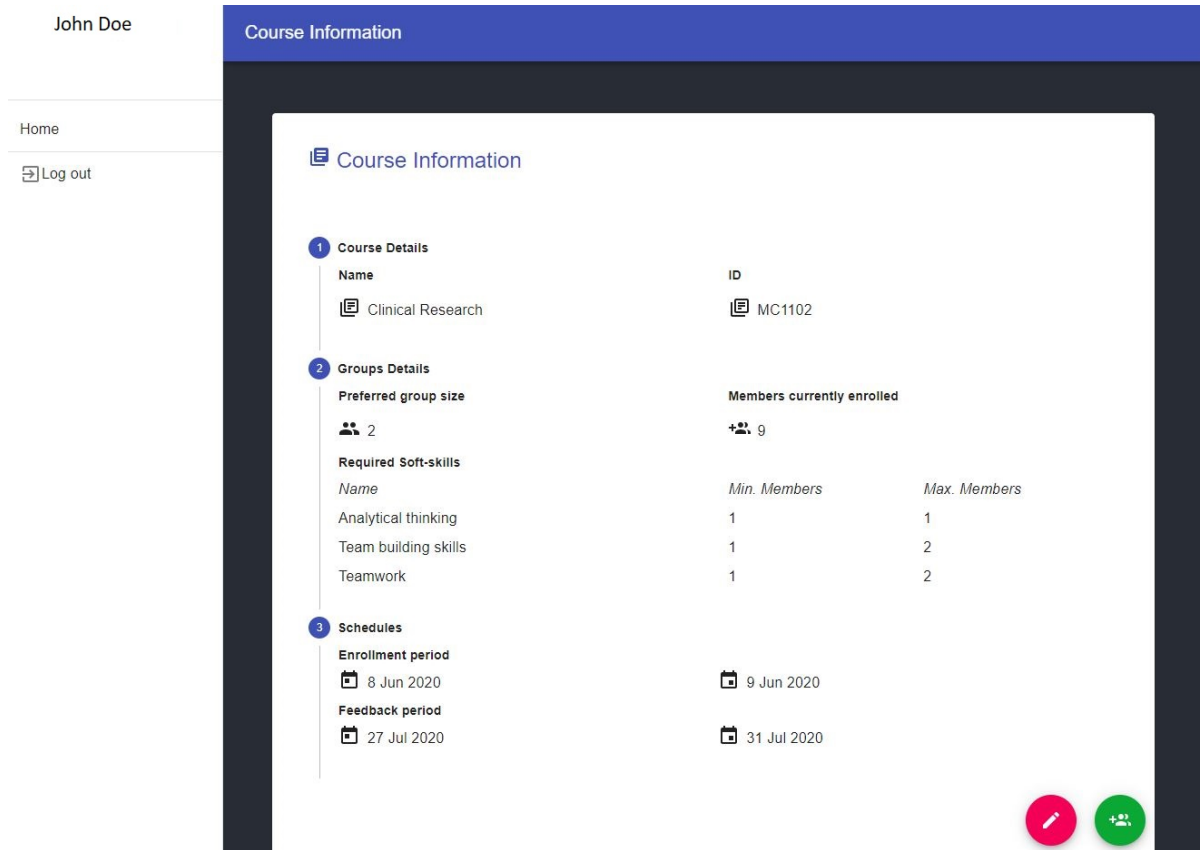 John Doe
Course Information
Home
Log out
Course Information
1 Course Details
Name ID
Clinical Research MC1102
2 Groups Details
Preferred group size Members currently enrolled
2 9
Required Soft-skills
Name Min. Members Max. Members
Analytical thinking 1 1
Team building skills 1 2
Teamwork 1 2
3 Schedules
Enrollment period
8 Jun 2020 9 Jun 2020
Feedback period
27 Jul 2020 31 Jul 2020